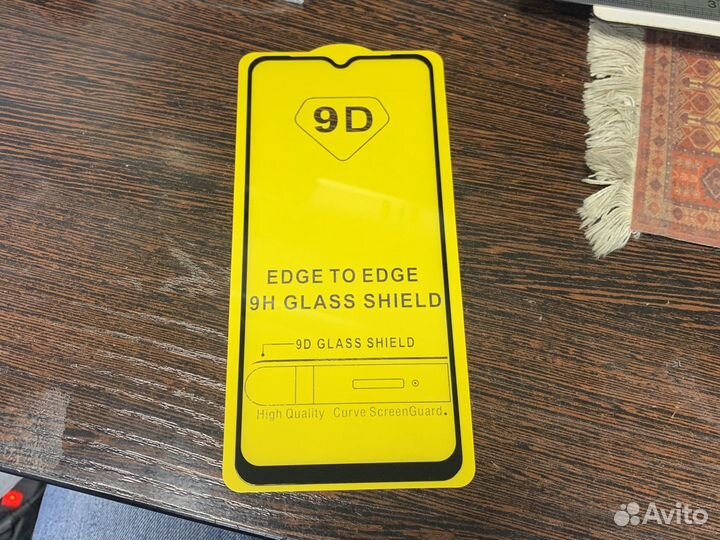 9D
EDGE TO EDGE
9H GLASS SHIELD
9D GLASS SHIELD
High Quality Curve ScreenGuard.
Avito